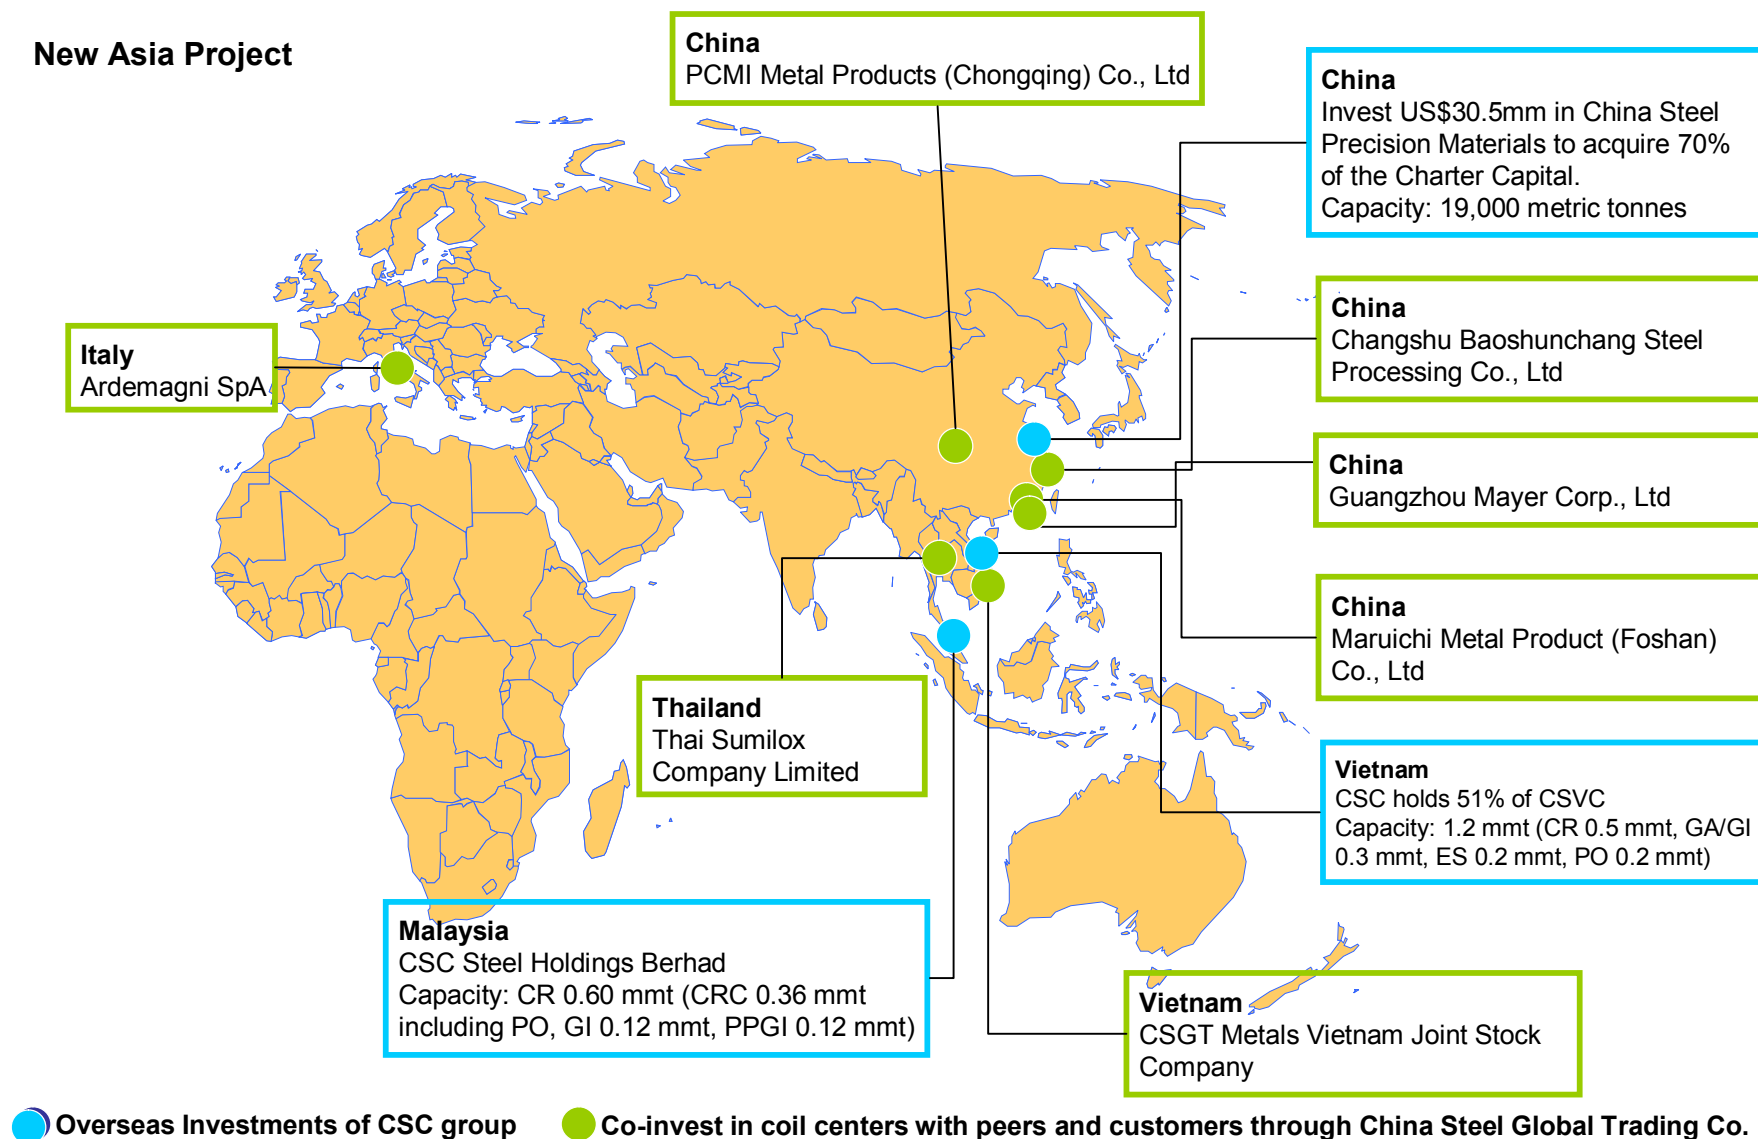 New Asia Project
China
PCMI Metal Products (Chongqing) Co., Ltd
China
Invest US$30.5mm in China Steel
Precision Materials to acquire 70%
of the Charter Capital.
Capacity: 19,000 metric tonnes
China
Changshu Baoshunchang Steel
Processing Co., Ltd
Italy
Ardemagni SpA
China
Guangzhou Mayer Corp., Ltd
China
Maruichi Metal Product (Foshan)
Co., Ltd
Thailand
Thai Sumilox
Company Limited
Vietnam
CSC holds 51% of CSVC
Capacity: 1.2 mmt (CR 0.5 mmt, GA/GI
0.3 mmt, ES 0.2 mmt, PO 0.2 mmt)
Malaysia
CSC Steel Holdings Berhad
Capacity: CR 0.60 mmt (CRC 0.36 mmt
including PO, GI 0.12 mmt, PPGI 0.12 mmt)
Vietnam
CSGT Metals Vietnam Joint Stock
Company
Overseas Investments of CSC group
Co-invest in coil centers with peers and customers through China Steel Global Trading Co.